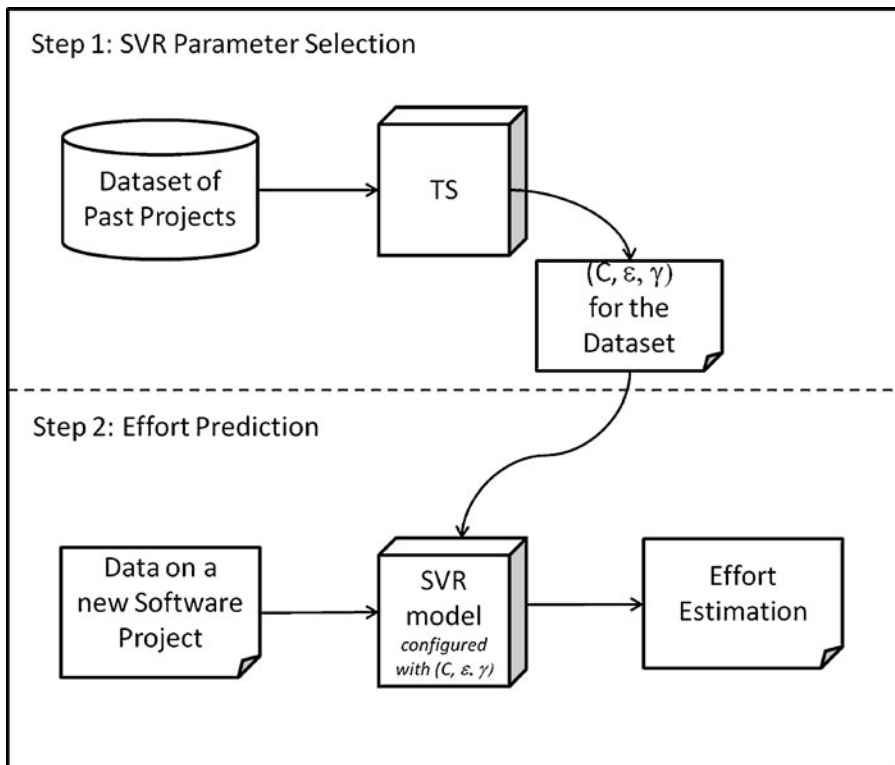 Step 1: SVR Parameter Selection
Dataset of
Past Projects
TS
(C, ε, γ)
for the
Dataset
Step 2: Effort Prediction
Data on a
new Software
Project
SVR
model
configured
with (C, ε. γ)
Effort
Estimation